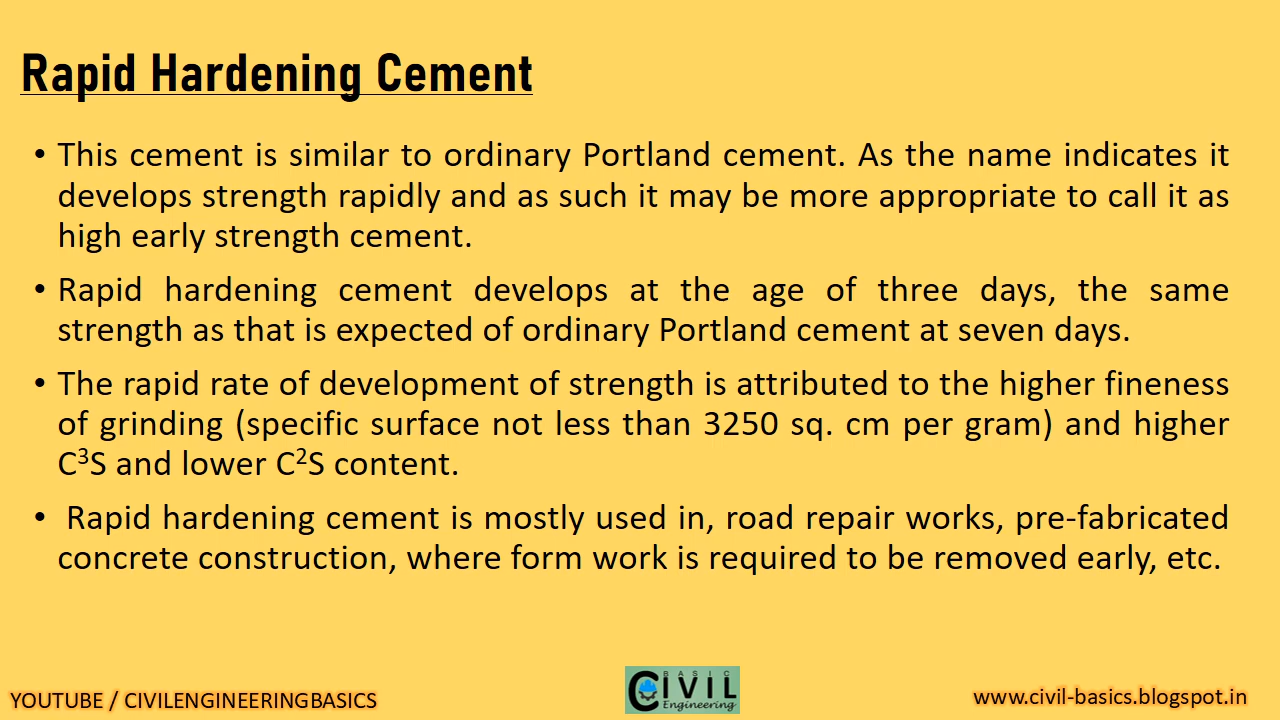 Rapid Hardening Cement
• This cement is similar to ordinary Portland cement. As the name indicates it
develops strength rapidly and as such it may be more appropriate to call it as
high early strength cement.
• Rapid hardening cement develops at the age of three days, the same
strength as that is expected of ordinary Portland cement at seven days.
• The rapid rate of development of strength is attributed to the higher fineness
of grinding (specific surface not less than 3250 sq. cm per gram) and higher
C³S and lower C²S content.
• Rapid hardening cement is mostly used in, road repair works, pre-fabricated
concrete construction, where form work is required to be removed early, etc.
YOUTUBE / CIVILENGINEERINGBASICS
BASIC
CIVIL
Engineering
www.civil-basics.blogspot.in